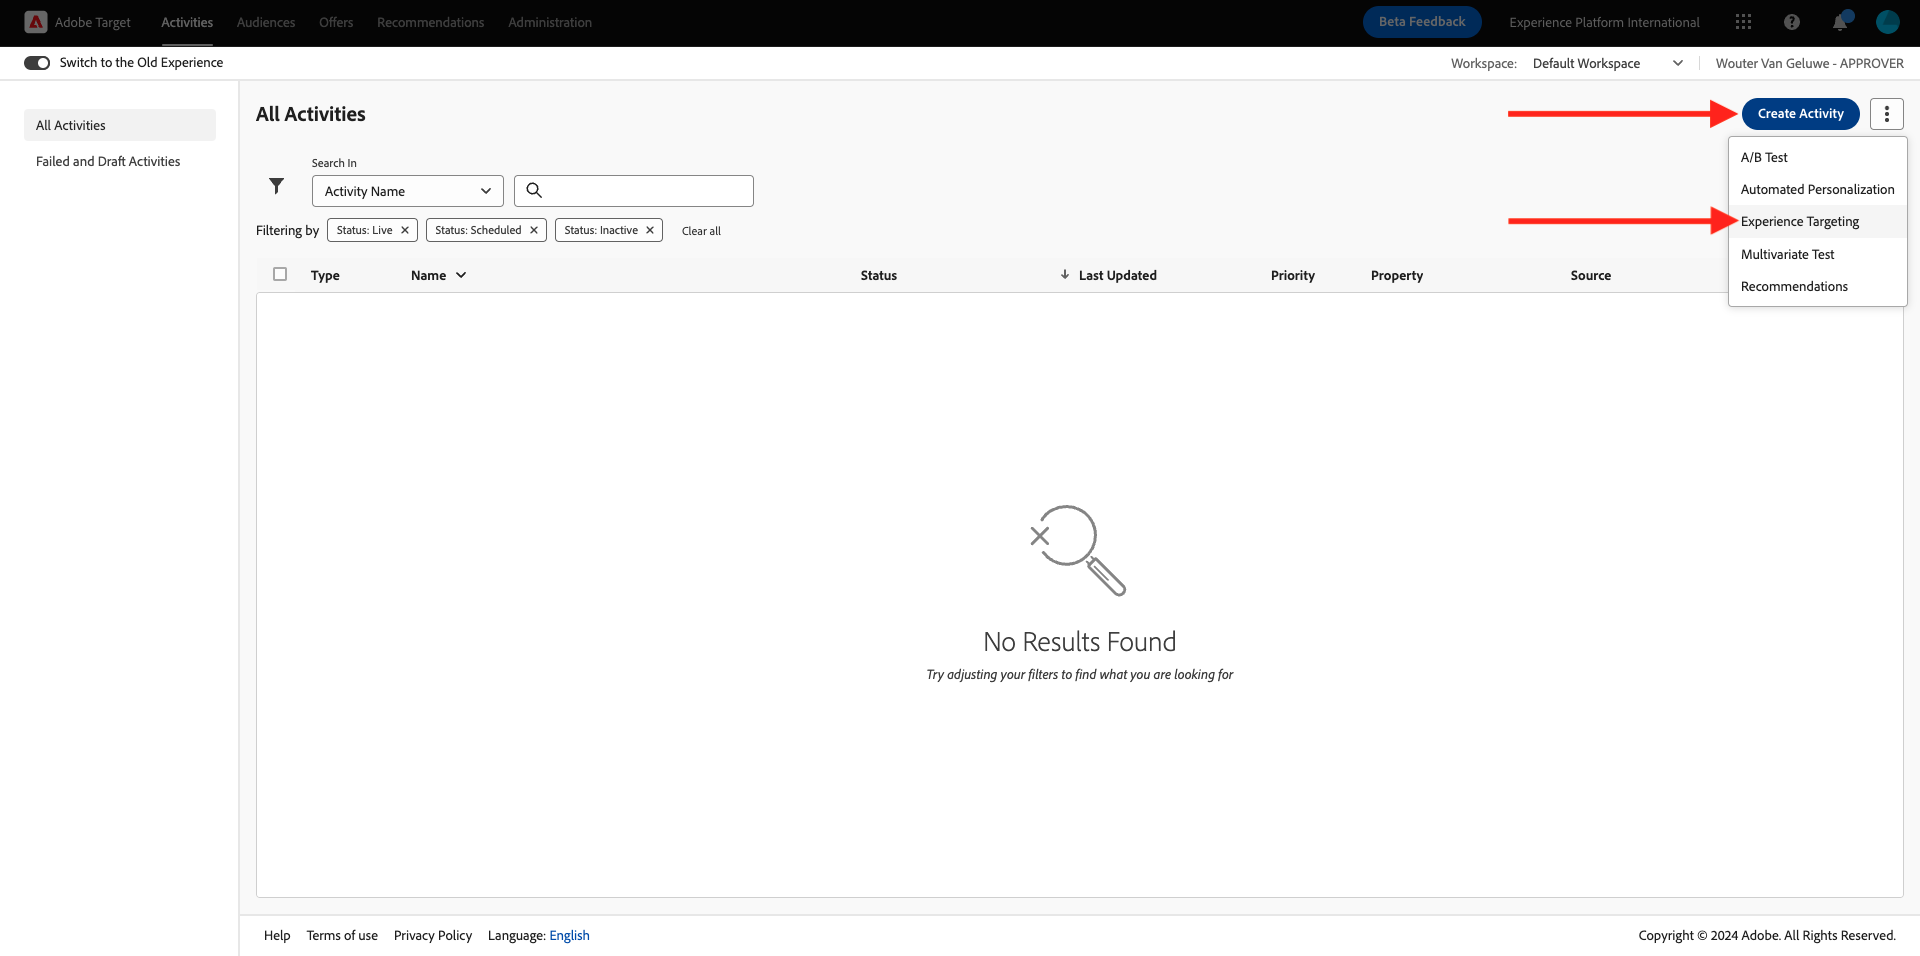 Adobe Target Activities Audiences Offers Recommendations Administration Beta Feedback Experience Platform International
Switch to the Old Experience Workspace: Default Workspace Wouter Van Geluwe - APPROVER
All Activities
Failed and Draft Activities
All Activities
Create Activity
A/B Test
Automated Personalization
Experience Targeting
Multivariate Test
Recommendations
Search In
Activity Name
Filtering by Status: Live Status: Scheduled Status: Inactive Clear all
Type Name Status Last Updated Priority Property Source
No Results Found
Try adjusting your filters to find what you are looking for
Help Terms of use Privacy Policy Language: English Copyright © 2024 Adobe. All Rights Reserved.